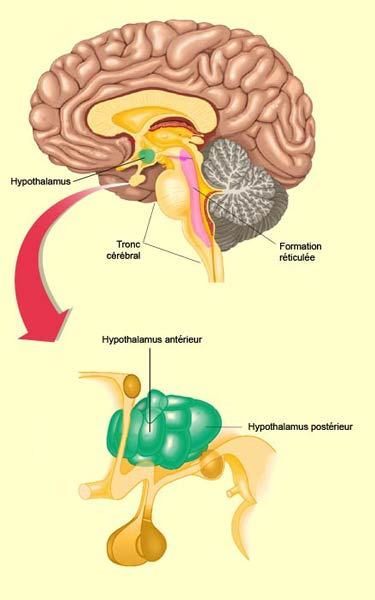 Hypothalamus
Tronc
cérébral
Formation
réticulée
Hypothalamus antérieur
Hypothalamus postérieur